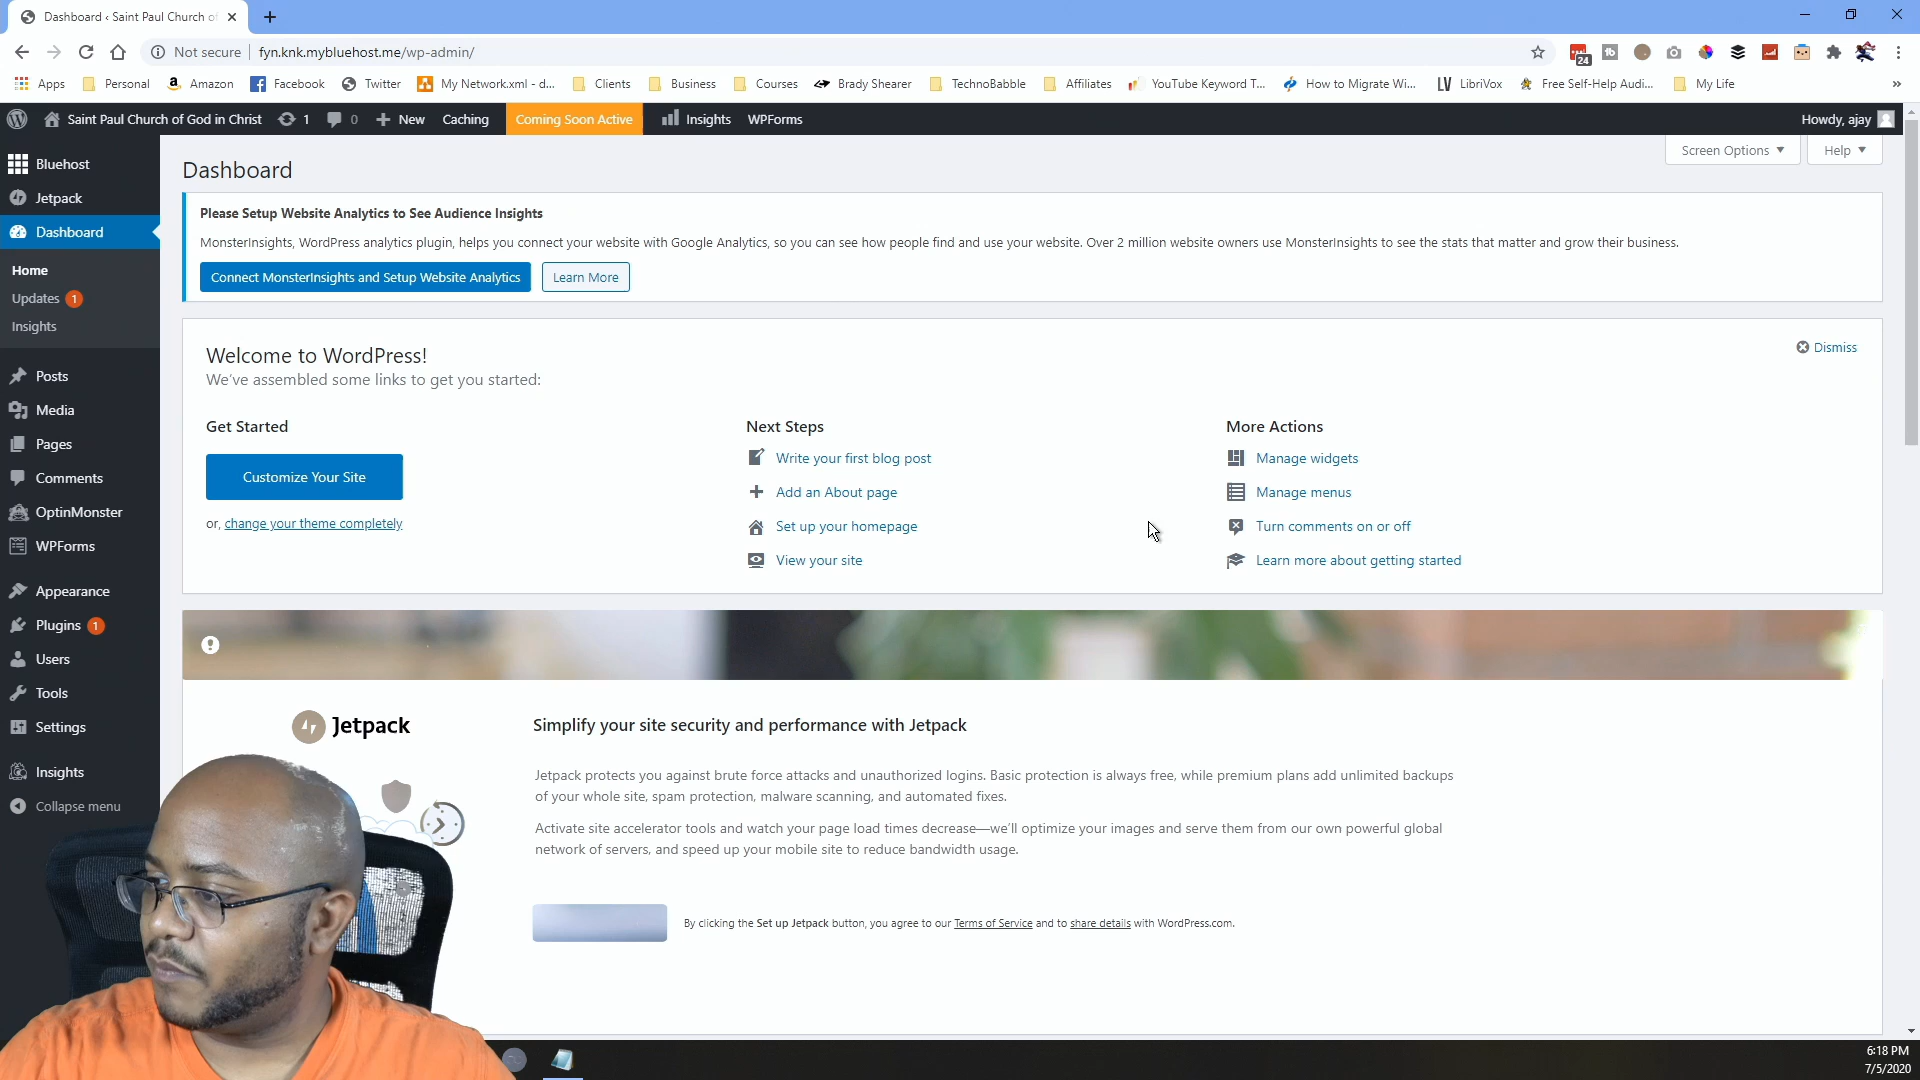 Dashboard ‹ Saint Paul Church of
Not secure fyn.knk.mybluehost.me/wp-admin/
24
Apps Personal Amazon Facebook Twitter My Network.xml - d... Clients Business Courses Brady Shearer TechnoBabble Affiliates YouTube Keyword T... How to Migrate Wi... LibriVox Free Self-Help Audi... My Life »
Saint Paul Church of God in Christ 1 0 New Caching Coming Soon Active Insights WPForms Howdy, ajay
Screen Options Help
Bluehost
Jetpack
Dashboard
Home
Updates 1
Insights
Posts
Media
Pages
Comments
OptinMonster
WPForms
Appearance
Plugins 1
Users
Tools
Settings
Insights
Collapse menu
Dashboard
Please Setup Website Analytics to See Audience Insights
MonsterInsights, WordPress analytics plugin, helps you connect your website with Google Analytics, so you can see how people find and use your website. Over 2 million website owners use MonsterInsights to see the stats that matter and grow their business.
Connect MonsterInsights and Setup Website Analytics Learn More
Welcome to WordPress!
Dismiss
We've assembled some links to get you started:
Get Started
Customize Your Site
or, change your theme completely
Next Steps
Write your first blog post
Add an About page
Set up your homepage
View your site
More Actions
Manage widgets
Manage menus
Turn comments on or off
Learn more about getting started
Jetpack
Simplify your site security and performance with Jetpack
Jetpack protects you against brute force attacks and unauthorized logins. Basic protection is always free, while premium plans add unlimited backups
of your whole site, spam protection, malware scanning, and automated fixes.
Activate site accelerator tools and watch your page load times decrease—we'll optimize your images and serve them from our own powerful global
network of servers, and speed up your mobile site to reduce bandwidth usage.
By clicking the Set up Jetpack button, you agree to our Terms of Service and to share details with WordPress.com.
6:18 PM
7/5/2020